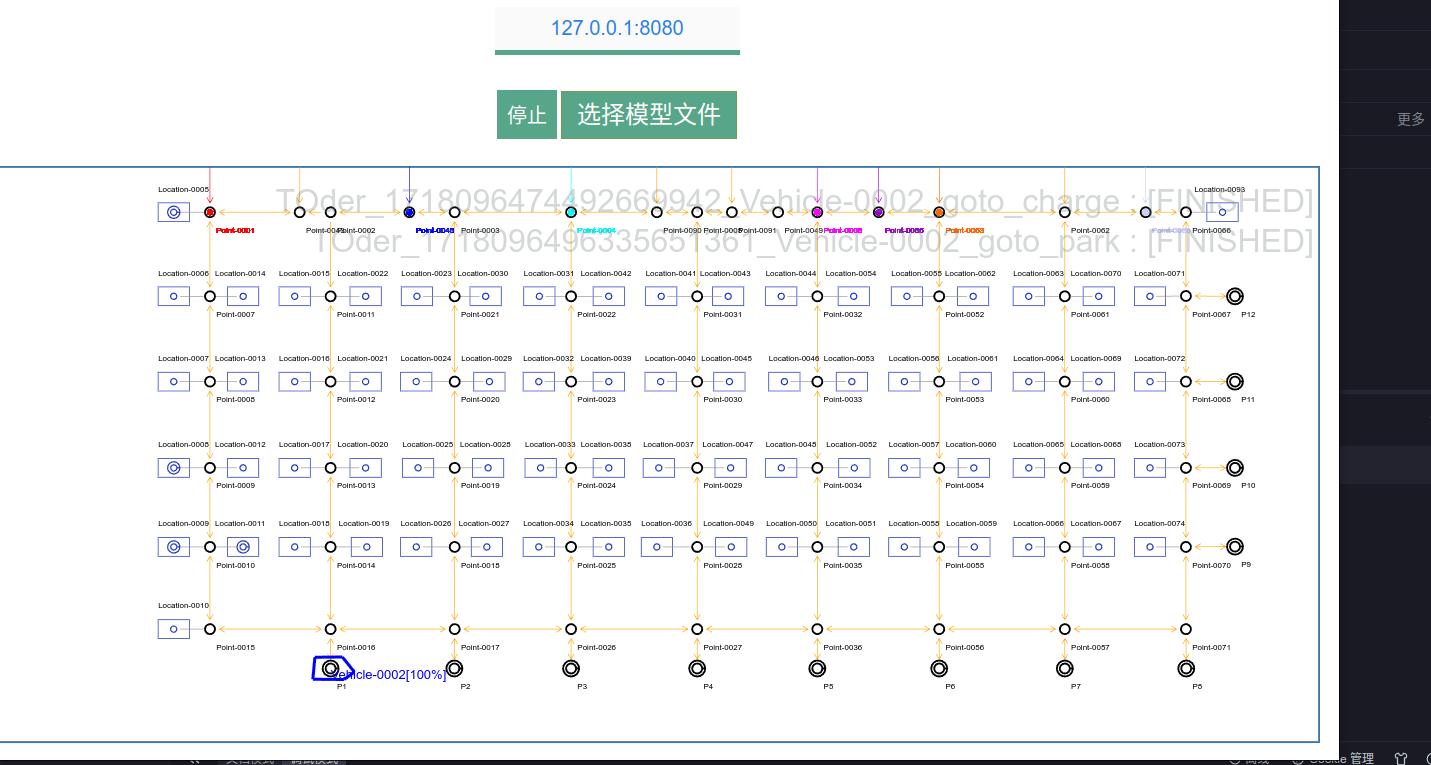 127.0.0.1:8080
停止 选择模型文件
更多
Location-0005 Location-0093
TOder_1718096474492669942_Vehicle-0002_goto_charge : [FINISHED]
Point-0001 Point-0002 Point-0048 Point-0003 Point-0004 Point-0090 Point-0091 Point-0049 Point-0063 Point-0062 Point-0066
TOder_1718096496335651361_Vehicle-0002_goto_park : [FINISHED]
Location-0006 Location-0014 Location-0015 Location-0022 Location-0023 Location-0030 Location-0031 Location-0042 Location-0041 Location-0043 Location-0044 Location-0054 Location-0055 Location-0062 Location-0063 Location-0070 Location-0071
Point-0007 Point-0011 Point-0021 Point-0022 Point-0031 Point-0032 Point-0052 Point-0061 Point-0067 P12
Location-0007 Location-0013 Location-0016 Location-0021 Location-0024 Location-0029 Location-0032 Location-0039 Location-0040 Location-0045 Location-0046 Location-0053 Location-0056 Location-0061 Location-0064 Location-0069 Location-0072
Point-0008 Point-0012 Point-0020 Point-0023 Point-0030 Point-0033 Point-0053 Point-0060 Point-0068 P11
Location-0008 Location-0012 Location-0017 Location-0020 Location-0025 Location-0028 Location-0033 Location-0038 Location-0037 Location-0047 Location-0048 Location-0052 Location-0057 Location-0060 Location-0065 Location-0068 Location-0073
Point-0009 Point-0013 Point-0019 Point-0024 Point-0029 Point-0034 Point-0054 Point-0059 Point-0069 P10
Location-0009 Location-0011 Location-0018 Location-0019 Location-0026 Location-0027 Location-0034 Location-0035 Location-0036 Location-0049 Location-0050 Location-0051 Location-0058 Location-0059 Location-0066 Location-0067 Location-0074
Point-0010 Point-0014 Point-0018 Point-0025 Point-0028 Point-0035 Point-0055 Point-0058 Point-0070 P9
Location-0010
Point-0015 Point-0016 Point-0017 Point-0026 Point-0027 Point-0036 Point-0056 Point-0057 Point-0071
Vehicle-0002[100%]
P1 P2 P3 P4 P5 P6 P7 P8
管理